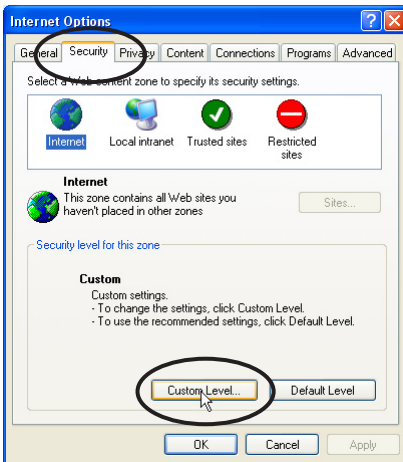 Internet Options
General Security Privacy Content Connections Programs Advanced
Select a Web content zone to specify its security settings.
Internet Local intranet Trusted sites Restricted sites
Internet
This zone contains all Web sites you
haven't placed in other zones
Sites...
Security level for this zone
Custom
Custom settings.
- To change the settings, click Custom Level.
- To use the recommended settings, click Default Level.
Custom Level... Default Level
OK Cancel Apply